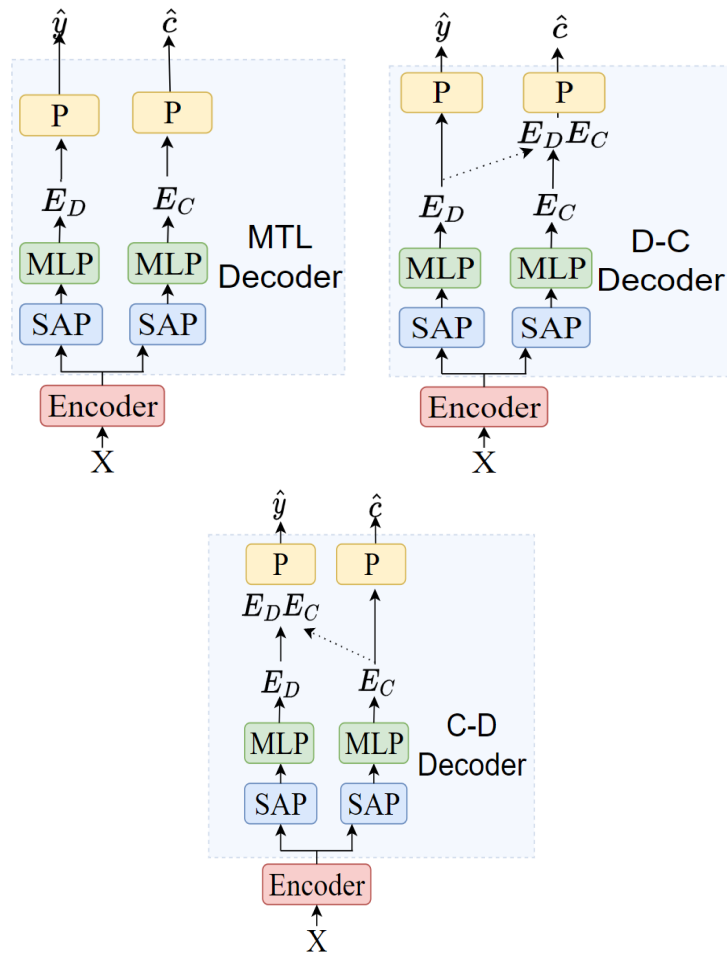 ŷ ĉ
P P
E_D E_C
MLP MLP
SAP SAP
MTL
Decoder
Encoder
X
ŷ ĉ
P P
E_D E_C
E_D E_C
MLP MLP
SAP SAP
D-C
Decoder
Encoder
X
ŷ ĉ
P P
E_D E_C
E_D E_C
MLP MLP
SAP SAP
C-D
Decoder
Encoder
X